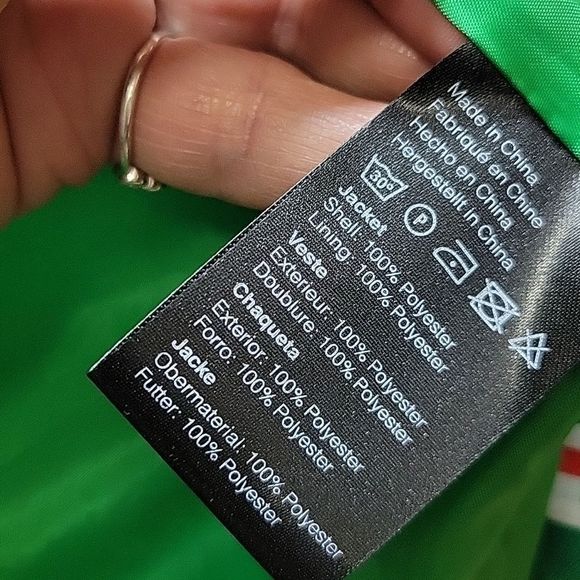 Made in China
Fabriqué en Chine
Hecho en China
Hergestellt in China
30° P
Jacket
Shell: 100% Polyester
Lining: 100% Polyester
Veste
Exterieur: 100% Polyester
Doublure: 100% Polyester
Chaqueta
Exterior: 100% Polyester
Forro: 100% Polyester
Jacke
Obermaterial: 100% Polyester
Futter: 100% Polyester